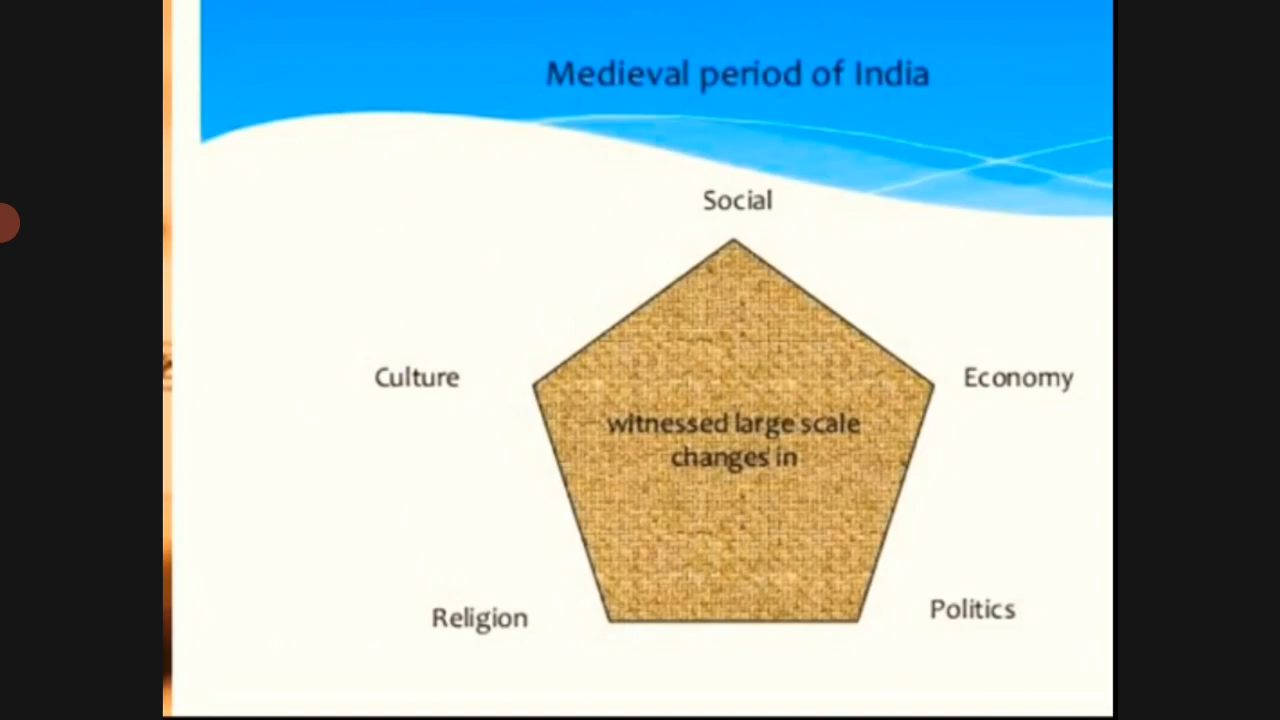 Medieval period of India
Social
Culture
Economy
witnessed large scale
changes in
Religion
Politics